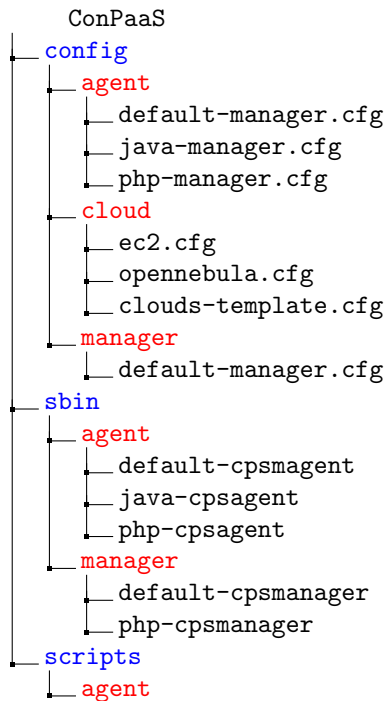 ConPaaS
config
agent
default-manager.cfg
java-manager.cfg
php-manager.cfg
cloud
ec2.cfg
opennebula.cfg
clouds-template.cfg
manager
default-manager.cfg
sbin
agent
default-cpsmagent
java-cpsagent
php-cpsagent
manager
default-cpsmanager
php-cpsmanager
scripts
agent